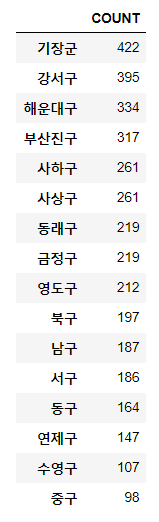 COUNT
기장군 422
강서구 395
해운대구 334
부산진구 317
사하구 261
사상구 261
동래구 219
금정구 219
영도구 212
북구 197
남구 187
서구 186
동구 164
연제구 147
수영구 107
중구 98